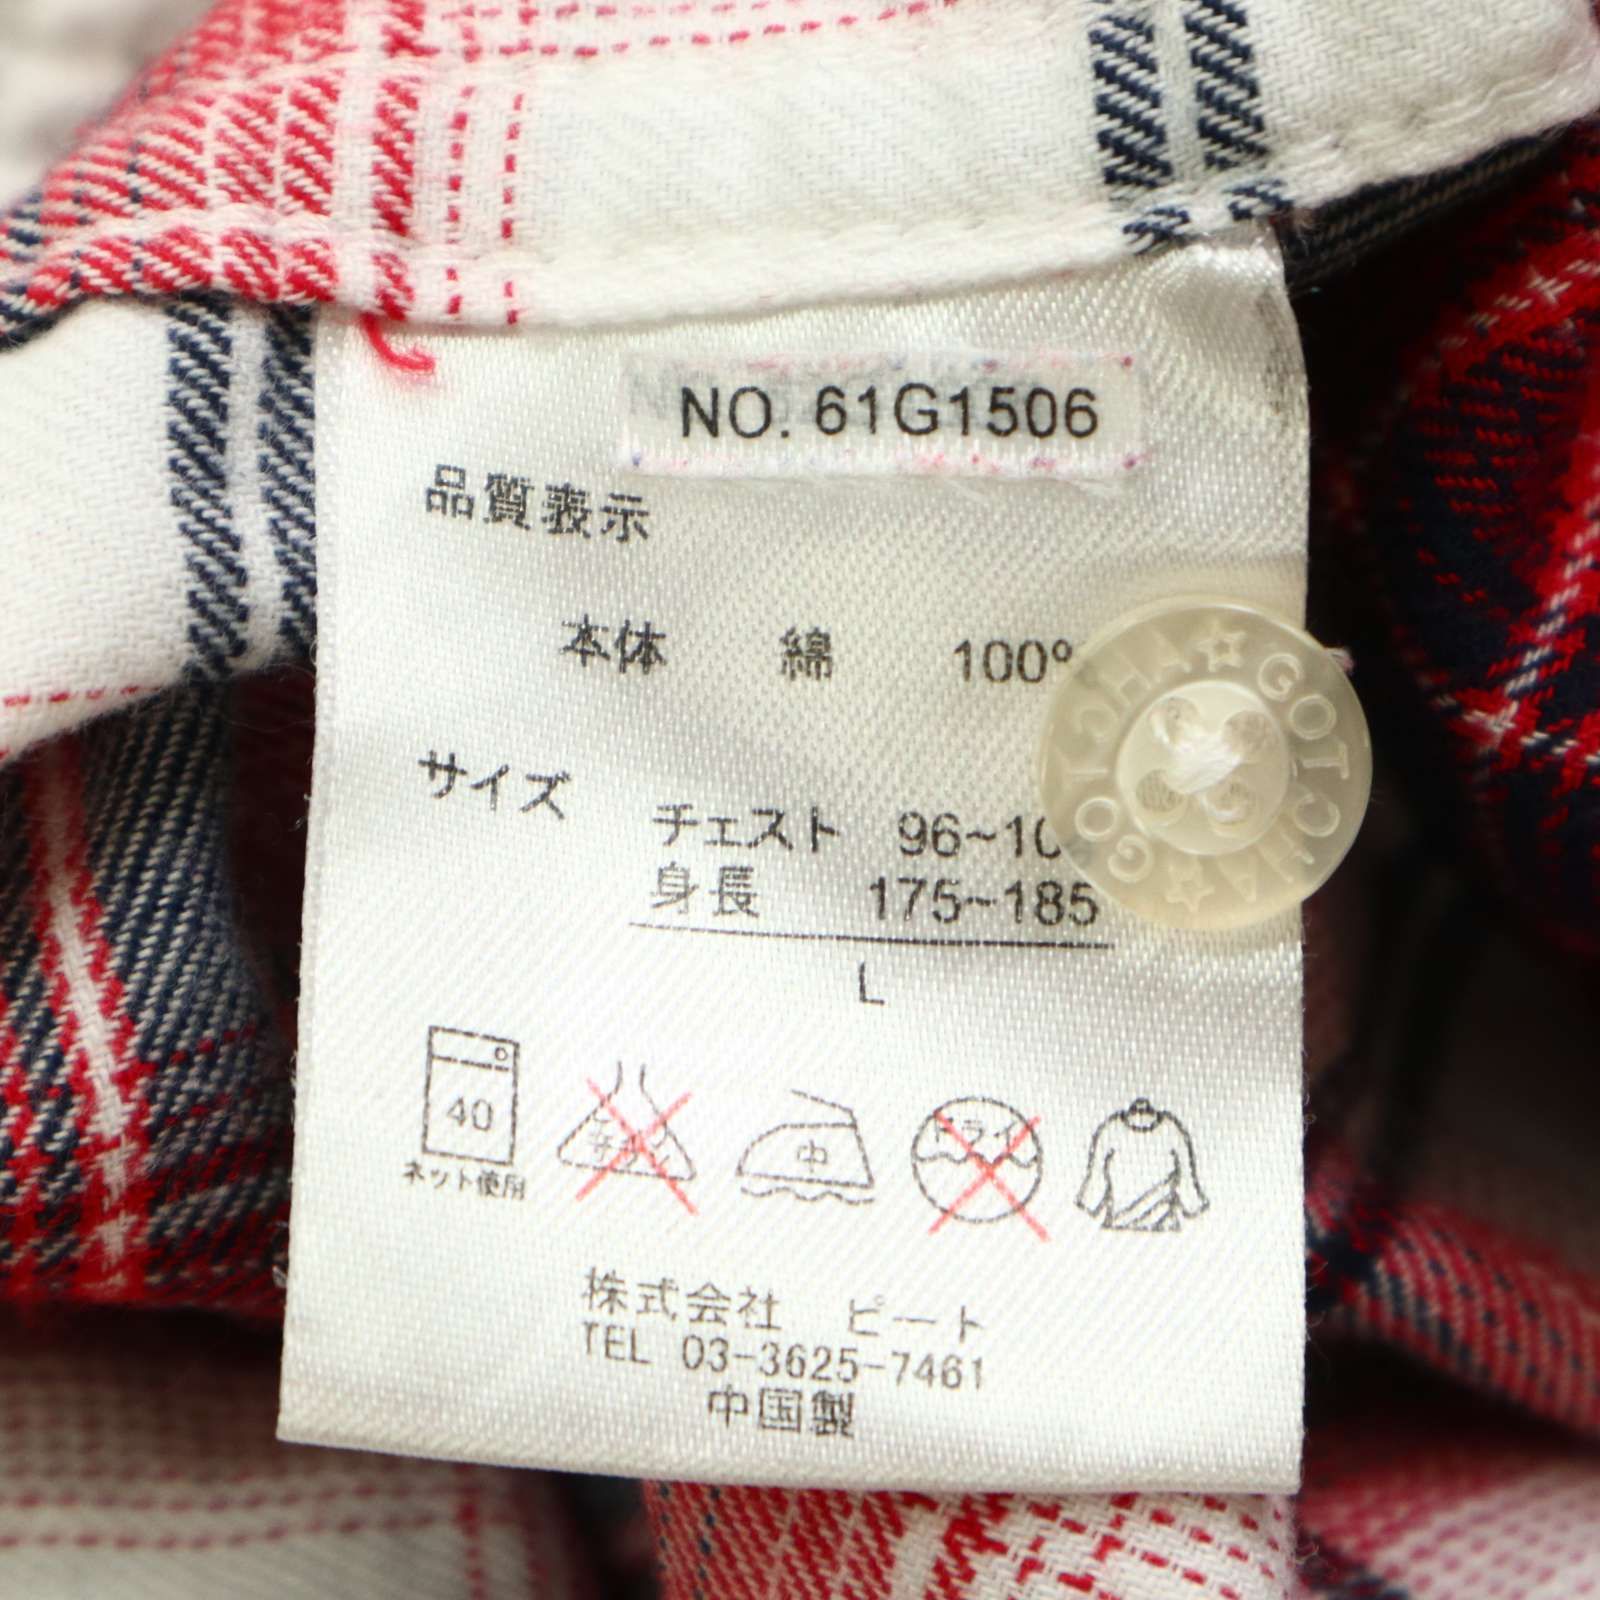 NO. 61G1506
品質表示
本体 綿 100%
サイズ
チェスト 96~10
身長 175~185
L
40
ネット使用
中
ドライ
株式会社 ピート
TEL 03-3625-7461
中国製
GOTCHA☆GOTCHA☆